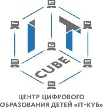 IT
CUBE
ЦЕНТР ЦИФРОВОГО
ОБРАЗОВАНИЯ ДЕТЕЙ «IT-КУБ»